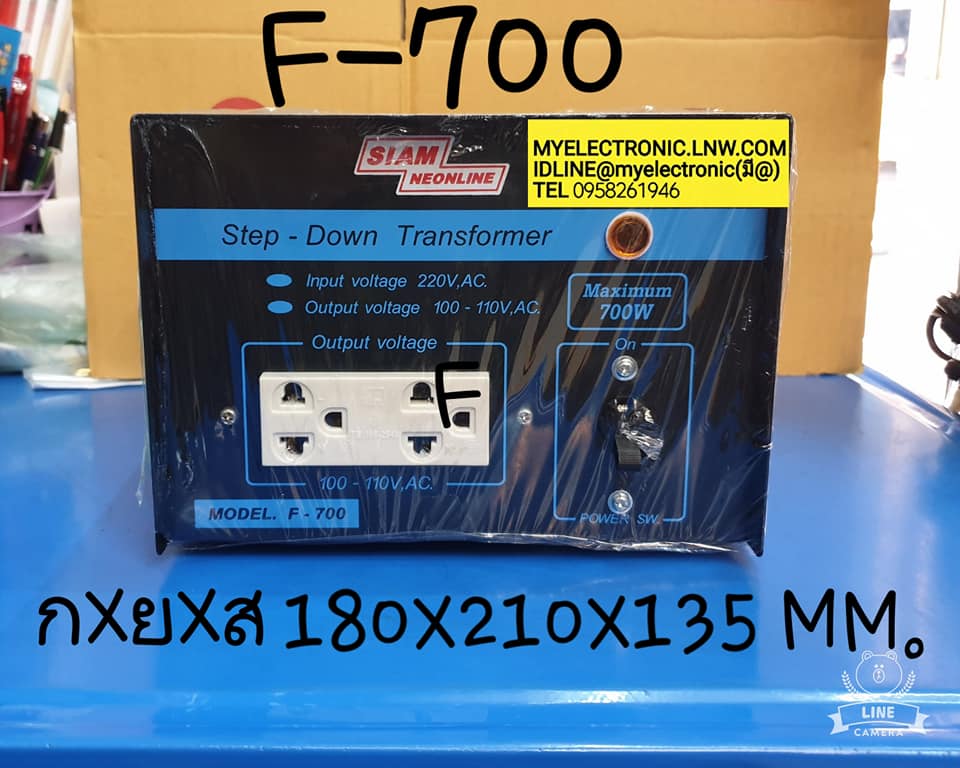 F-700
SIAM
NEONLINE
MYELECTRONIC.LNW.COM
IDLINE@myelectronic(มี@)
TEL 0958261946
Step - Down Transformer
Input voltage 220V,AC.
Output voltage 100 - 110V,AC.
Maximum
700W
Output voltage
On
F
100 - 110V,AC.
POWER SW.
MODEL. F - 700
กXยXส 180X210X135 MM.
LINE
CAMERA